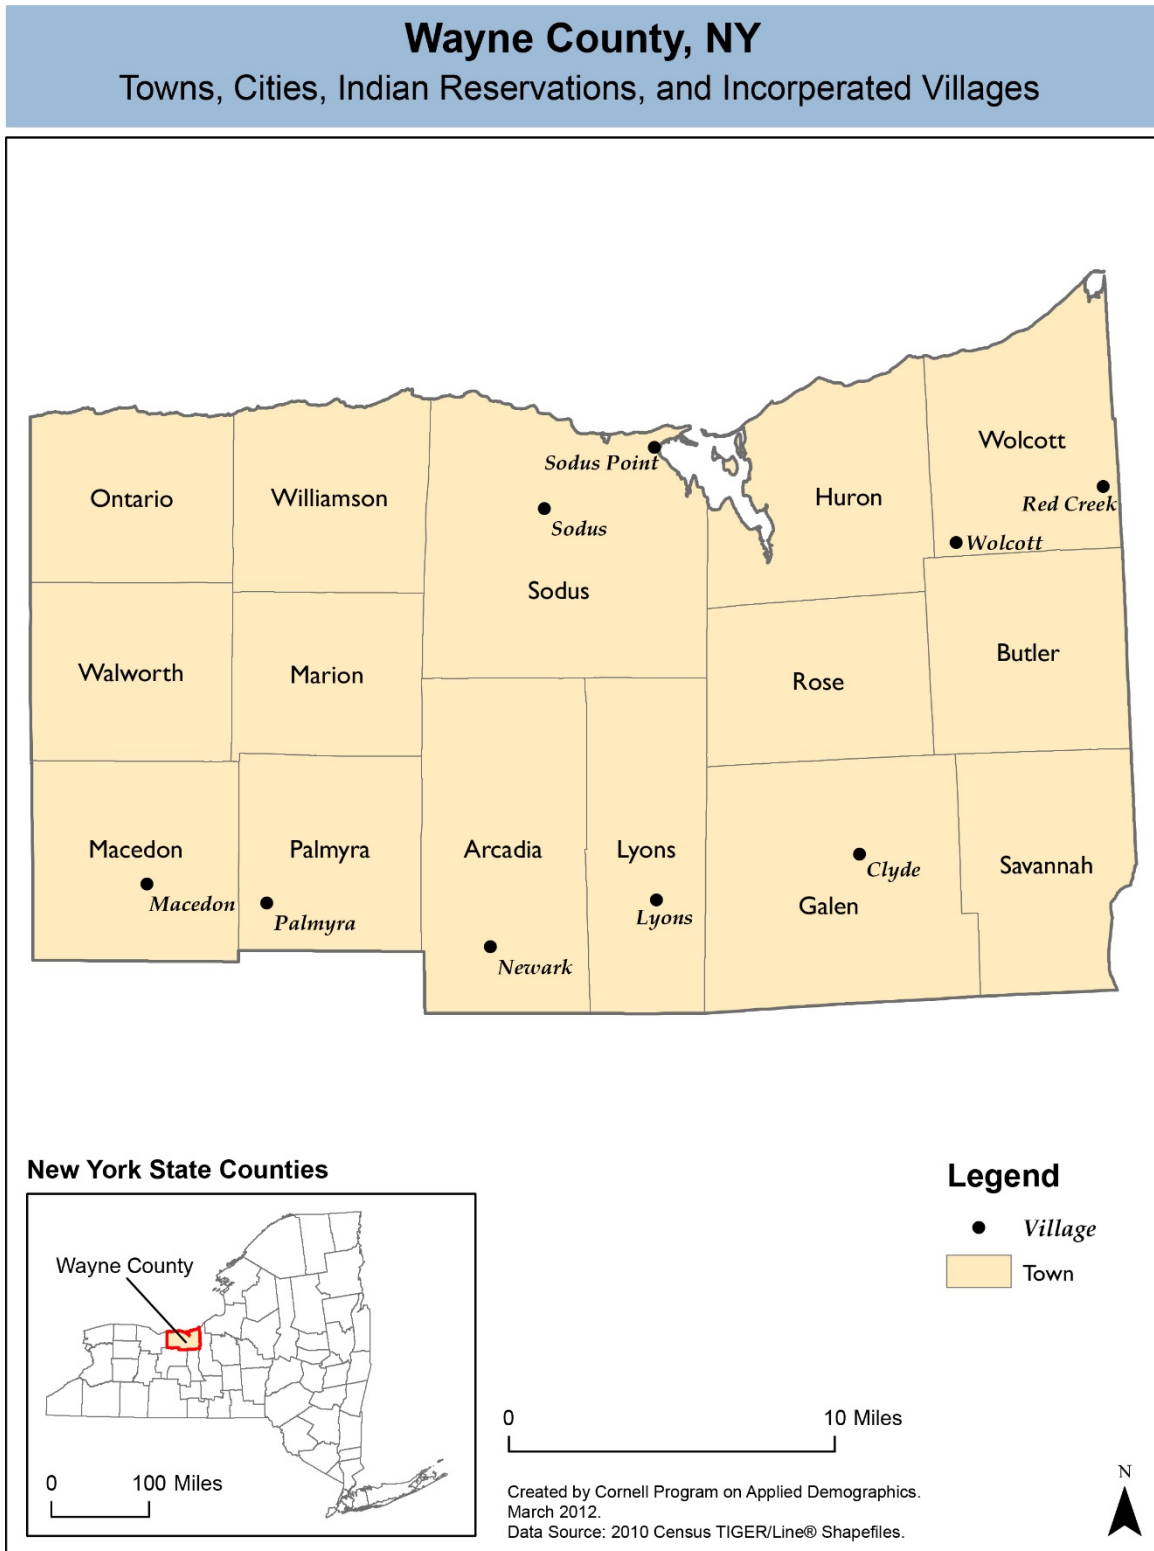 Wayne County, NY
Towns, Cities, Indian Reservations, and Incorperated Villages
Wolcott
Sodus Point
Ontario
Williamson
Huron
Red Creek
Sodus
Wolcott
Sodus
Butler
Walworth
Marion
Rose
Macedon
Palmyra
Arcadia
Lyons
Savannah
Clyde
Macedon
Galen
Palmyra
Lyons
Newark
New York State Counties
Wayne County
0 100 Miles
Legend
Village
Town
0 10 Miles
Created by Cornell Program on Applied Demographics.
March 2012.
Data Source: 2010 Census TIGER/Line® Shapefiles.
N